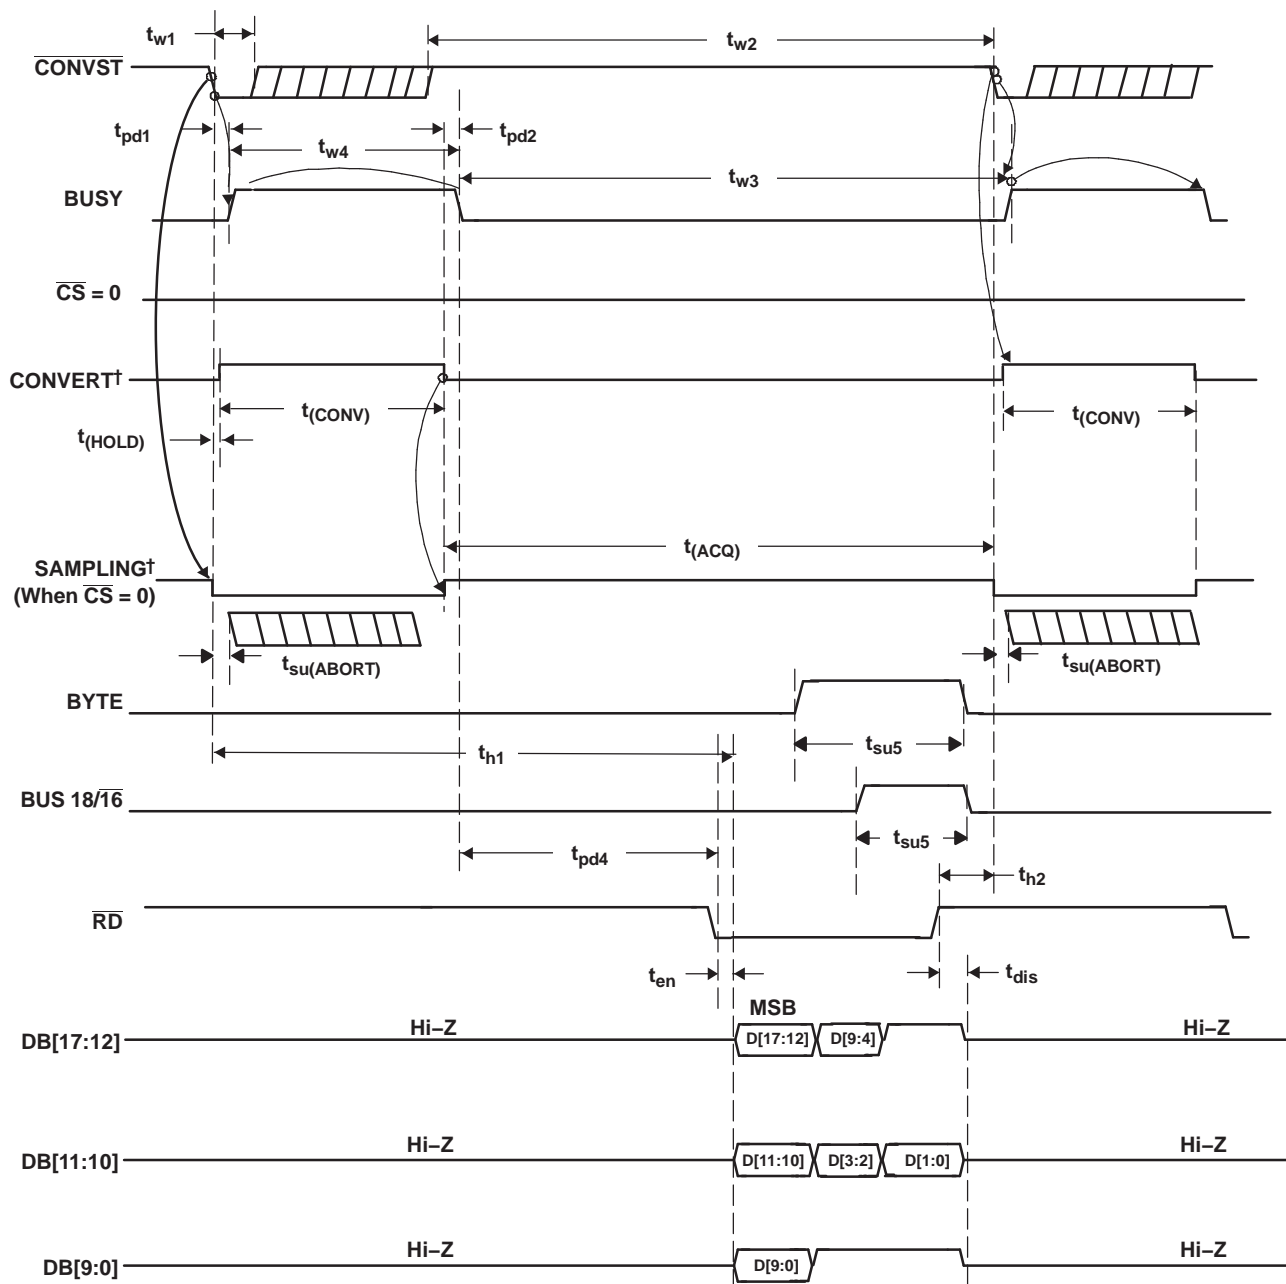 tw1
tw2
CONVST
tpd1
tw4
tpd2
tw3
BUSY
CS = 0
CONVERT†
t(CONV)
t(CONV)
t(HOLD)
t(ACQ)
SAMPLING†
(When CS = 0)
tsu(ABORT)
tsu(ABORT)
BYTE
th1
tsu5
BUS 18/16
tsu5
tpd4
th2
RD
ten
tdis
MSB
DB[17:12]
Hi–Z
D[17:12]
D[9:4]
Hi–Z
DB[11:10]
Hi–Z
D[11:10]
D[3:2]
D[1:0]
Hi–Z
DB[9:0]
Hi–Z
D[9:0]
Hi–Z